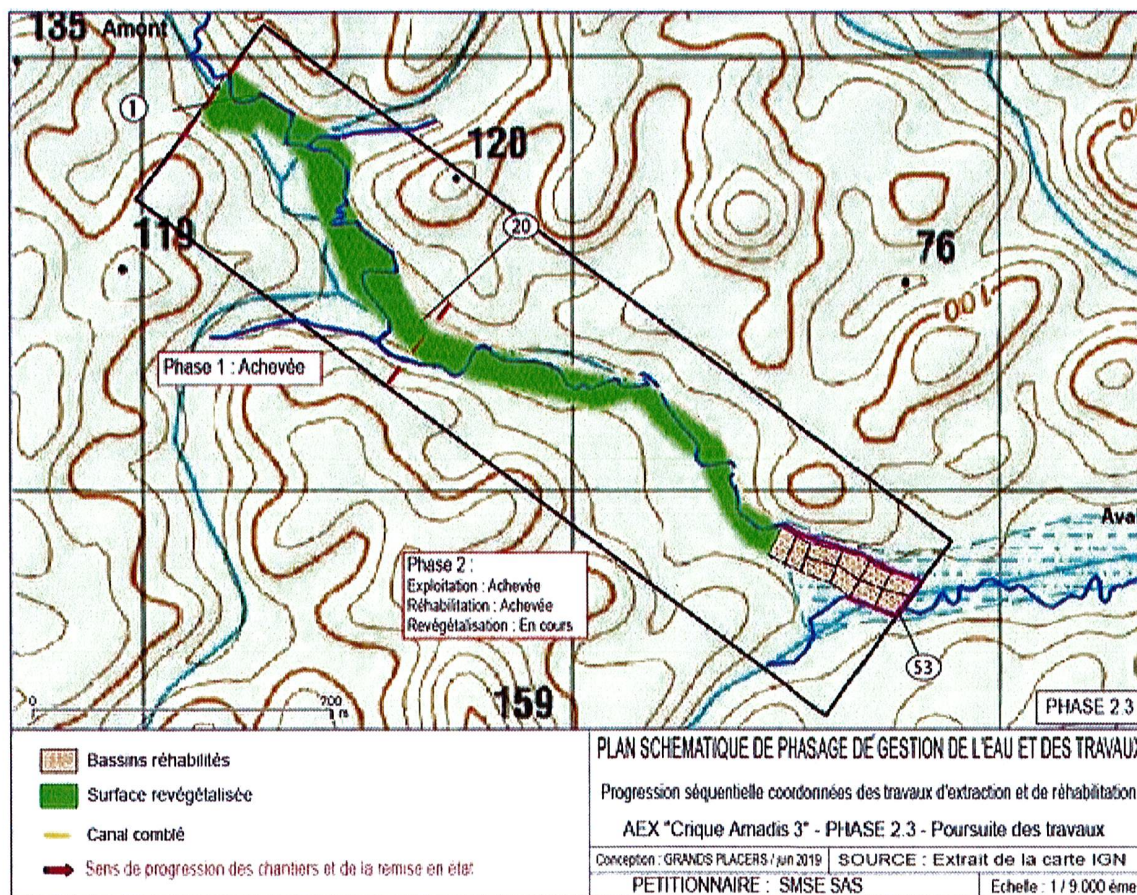 135 Amont
1
120
20
119
76
100
001
Phase 1 : Achevée
Phase 2 :
Exploitation : Achevée
Réhabilitation : Achevée
Revégétalisation : En cours
Ava
53
0
200
m
159
PHASE 2.3
Bassins réhabilités
Surface revégétalisée
Canal comblé
Sens de progression des chantiers et de la remise en état
PLAN SCHEMATIQUE DE PHASAGE DE GESTION DE L'EAU ET DES TRAVAUX
Progression séquentielle coordonnées des travaux d'extraction et de réhabilitation
AEX "Crique Amadis 3" - PHASE 2.3 - Poursuite des travaux
Conception : GRANDS PLACERS / jun 2019
SOURCE : Extrait de la carte IGN
PETITIONNAIRE : SMSE SAS
Echelle : 1 / 9.000 ème